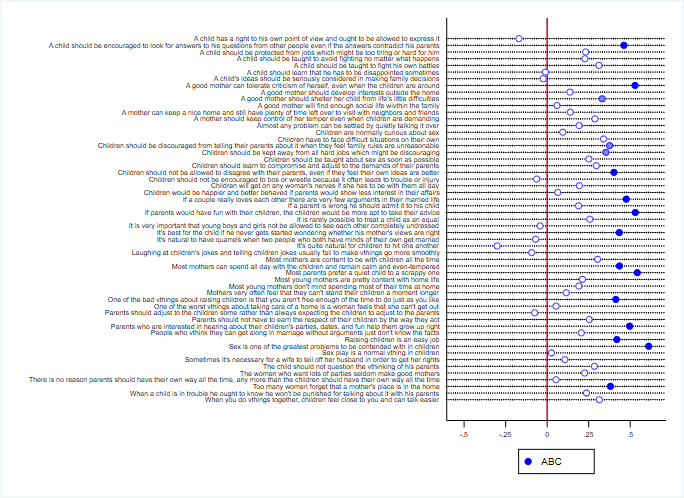 A child has a right to his own point of view and ought to be allowed to express it
A child should be encouraged to look for answers to his questions from other people even if the answers contradict his parents
A child should be protected from jobs which might be too tiring or hard for him
A child should be taught to avoid fighting no matter what happens
A child should be taught to fight his own battles
A child should learn that he has to be disappointed sometimes
A child's ideas should be seriously considered in making family decisions
A good mother can tolerate criticism of herself, even when the children are around
A good mother should develop interests outside the home
A good mother should shelter her child from life's little difficulties
A good mother will find enough social life wivthin the family
A mother can keep a nice home and still have plenty of time left over to visit with neighbors and friends
A mother should keep control of her temper even when children are demanding
Almost any problem can be settled by quietly talking it over
Children are normally curious about sex
Children have to face difficult situations on their own
Children should be discouraged from telling their parents about it when they feel family rules are unreasonable
Children should be kept away from all hard jobs which might be discouraging
Children should be taught about sex as soon as possible
Children should learn to compromise and adjust to the demands of their parents
Children should not be allowed to disagree with their parents, even if they feel their own ideas are better
Children should not be encouraged to box or wrestle because it often leads to trouble or injury
Children will get on any woman's nerves if she has to be with them all day
Children would be happier and better behaved if parents would show less interest in their affairs
If a couple really loves each other there are very few arguments in their married life
If a parent is wrong he should admit it to his child
If parents would have fun with their children, the children would be more apt to take their advice
It is rarely possible to treat a child as an equal
It is very important that young boys and girls not be allowed to see each other completely undressed
It's best for the child if he never gets started wondering whether his mother's views are right
It's natural to have quarrels when two people who both have minds of their own get married
It's quite natural for children to hit one another
Laughing at children's jokes and telling children jokes usually fail to make vthings go more smoothly
Most mothers are content to be with children all the time
Most mothers can spend all day with the children and remain calm and even-tempered
Most parents prefer a quiet child to a scrappy one
Most young mothers are pretty content with home life
Most young mothers don't mind spending most of their time at home
Mothers very often feel that they can't stand their children a moment longer
One of the bad vthings about raising children is that you aren't free enough of the time to do just as you like
One of the worst vthings about taking care of a home is a woman feels that she can't get out
Parents should adjust to the children some rather than always expecting the children to adjust to the parents
Parents should not have to earn the respect of their children by the way they act
Parents who are interested in hearing about their children's parties, dates, and fun help them grow up right
People who vthink they can get along in marriage without arguments just don't know the facts
Raising children is an easy job
Sex is one of the greatest problems to be contended with in children
Sex play is a normal vthing in children
Sometimes it's necessary for a wife to tell off her husband in order to get her rights
The child should not question the vthinking of his parents
The women who want lots of parties seldom make good mothers
There is no reason parents should have their own way all the time, any more than the children should have their own way all the time
Too many women forget that a mother's place is in the home
When a child is in trouble he ought to know he won't be punished for talking about it with his parents
When you do vthings together, children feel close to you and can talk easier
-.5 -.25 0 .25 .5
ABC